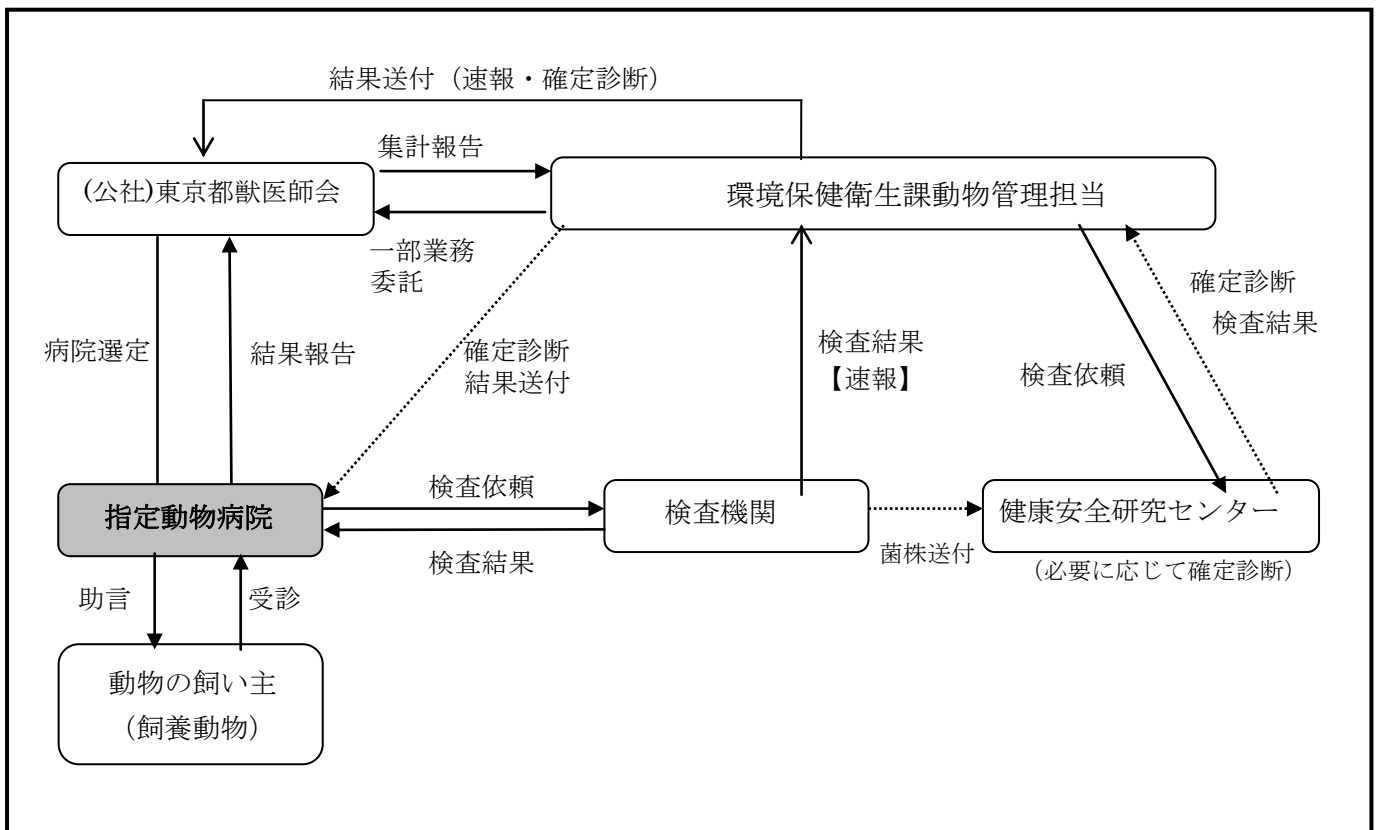 結果送付（速報・確定診断）
集計報告
(公社)東京都獣医師会
環境保健衛生課動物管理担当
一部業務
委託
確定診断
検査結果
病院選定
結果報告
確定診断
結果送付
検査結果
【速報】
検査依頼
指定動物病院
検査依頼
検査結果
検査機関
菌株送付
健康安全研究センター
（必要に応じて確定診断）
助言
受診
動物の飼い主
（飼養動物）